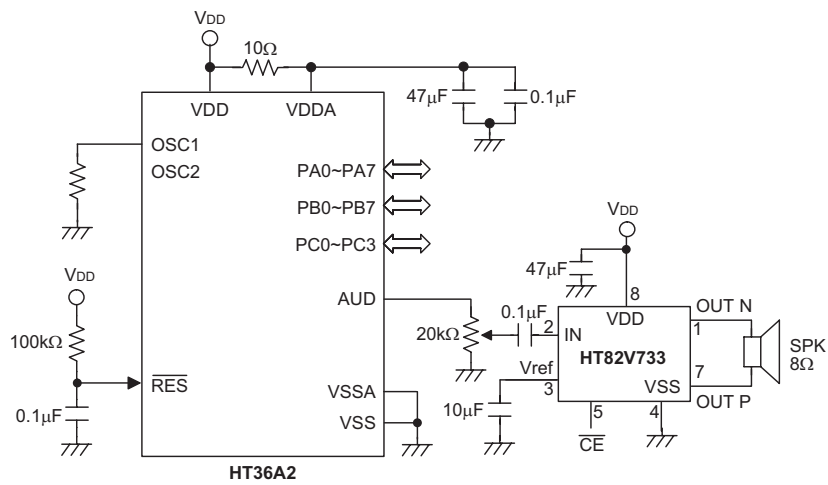 VDD
10Ω
VDD
VDDA
47μF
0.1μF
OSC1
OSC2
PA0~PA7
PB0~PB7
PC0~PC3
VDD
VDD
47μF
8
AUD
0.1μF
VDD
OUT N
1
20kΩ
2
IN
100kΩ
HT82V733
SPK
8Ω
Vref
3
7
RES
VSSA
VSS
OUT P
0.1μF
10μF
5
4
VSS
CE
HT36A2